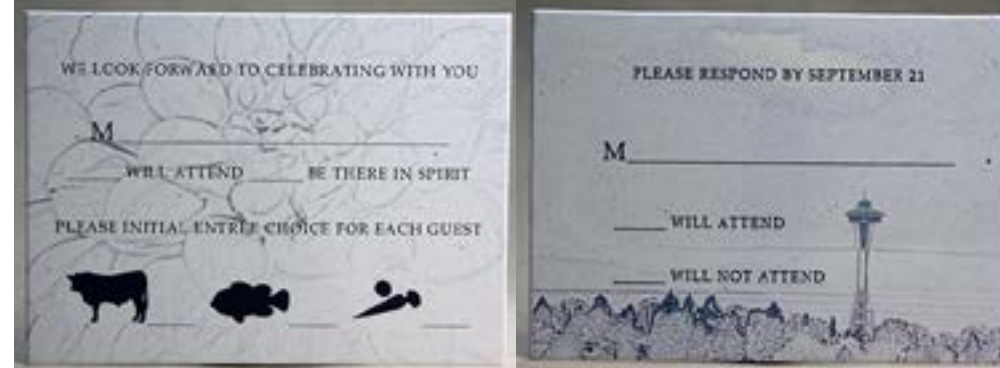 WE LOOK FORWARD TO CELEBRATING WITH YOU
M
WILL ATTEND BE THERE IN SPIRIT
PLEASE INITIAL ENTRÉE CHOICE FOR EACH GUEST
PLEASE RESPOND BY SEPTEMBER 21
M
WILL ATTEND
WILL NOT ATTEND